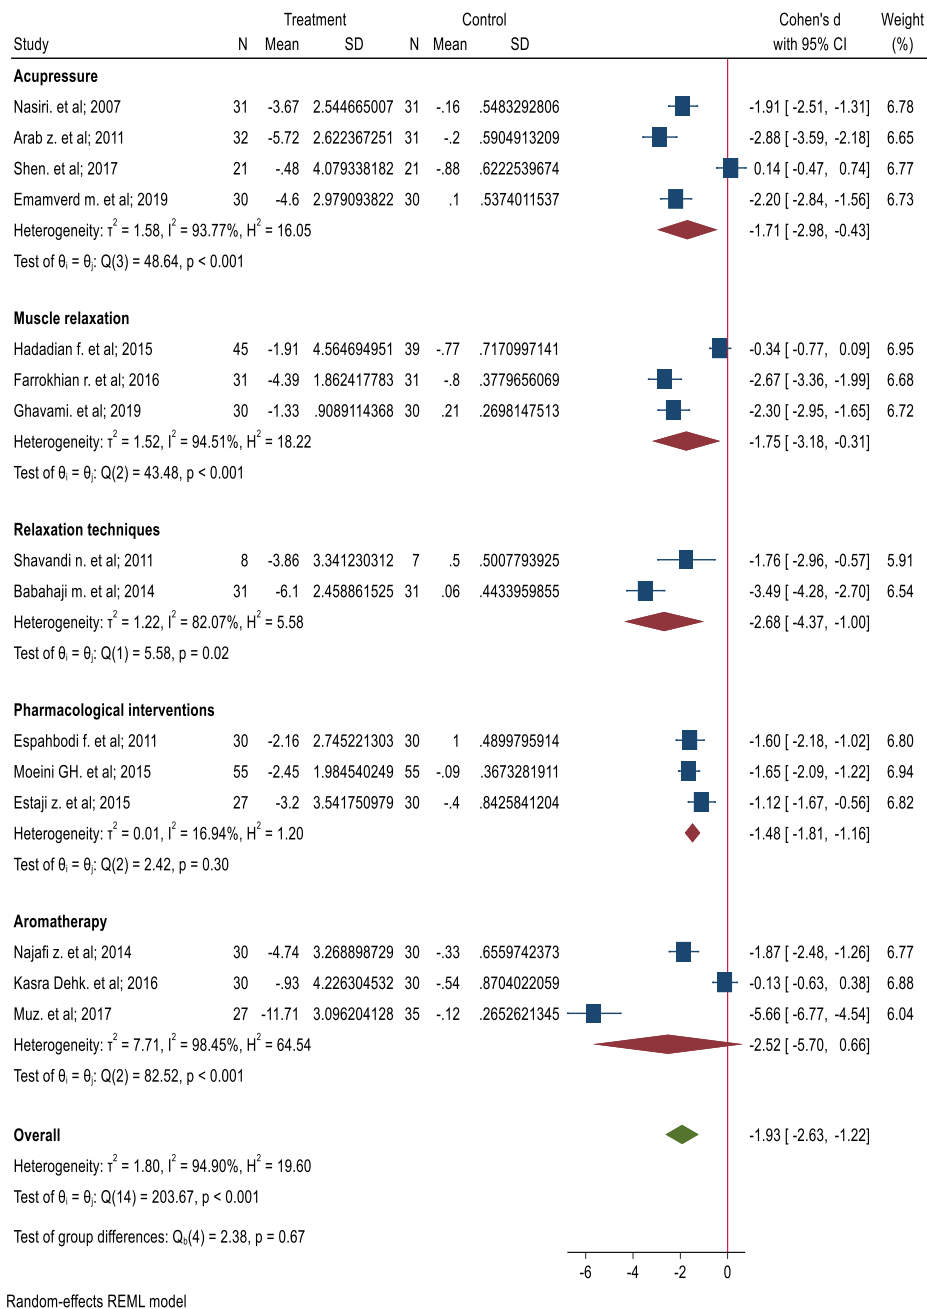 Treatment Control Cohen's d Weight
Study N Mean SD N Mean SD with 95% CI (%)
Acupressure
Nasiri. et al; 2007 31 -3.67 2.544665007 31 -.16 .5483292806 -1.91 [ -2.51, -1.31] 6.78
Arab z. et al; 2011 32 -5.72 2.622367251 31 -.2 .5904913209 -2.88 [ -3.59, -2.18] 6.65
Shen. et al; 2017 21 -.48 4.079338182 21 -.88 .6222539674 0.14 [ -0.47, 0.74] 6.77
Emamverd m. et al; 2019 30 -4.6 2.979093822 30 .1 .5374011537 -2.20 [ -2.84, -1.56] 6.73
Heterogeneity: τ² = 1.58, I² = 93.77%, H² = 16.05 -1.71 [ -2.98, -0.43]
Test of θᵢ = θⱼ: Q(3) = 48.64, p < 0.001
Muscle relaxation
Hadadian f. et al; 2015 45 -1.91 4.564694951 39 -.77 .7170997141 -0.34 [ -0.77, 0.09] 6.95
Farrokhian r. et al; 2016 31 -4.39 1.862417783 31 -.8 .3779656069 -2.67 [ -3.36, -1.99] 6.68
Ghavami. et al; 2019 30 -1.33 .9089114368 30 .21 .2698147513 -2.30 [ -2.95, -1.65] 6.72
Heterogeneity: τ² = 1.52, I² = 94.51%, H² = 18.22 -1.75 [ -3.18, -0.31]
Test of θᵢ = θⱼ: Q(2) = 43.48, p < 0.001
Relaxation techniques
Shavandi n. et al; 2011 8 -3.86 3.341230312 7 .5 .5007793925 -1.76 [ -2.96, -0.57] 5.91
Babahaji m. et al; 2014 31 -6.1 2.458861525 31 .06 .4433959855 -3.49 [ -4.28, -2.70] 6.54
Heterogeneity: τ² = 1.22, I² = 82.07%, H² = 5.58 -2.68 [ -4.37, -1.00]
Test of θᵢ = θⱼ: Q(1) = 5.58, p = 0.02
Pharmacological interventions
Espahbodi f. et al; 2011 30 -2.16 2.745221303 30 1 .4899795914 -1.60 [ -2.18, -1.02] 6.80
Moeini GH. et al; 2015 55 -2.45 1.984540249 55 -.09 .3673281911 -1.65 [ -2.09, -1.22] 6.94
Estaji z. et al; 2015 27 -3.2 3.541750979 30 -.4 .8425841204 -1.12 [ -1.67, -0.56] 6.82
Heterogeneity: τ² = 0.01, I² = 16.94%, H² = 1.20 -1.48 [ -1.81, -1.16]
Test of θᵢ = θⱼ: Q(2) = 2.42, p = 0.30
Aromatherapy
Najafi z. et al; 2014 30 -4.74 3.268898729 30 -.33 .6559742373 -1.87 [ -2.48, -1.26] 6.77
Kasra Dehk. et al; 2016 30 -.93 4.226304532 30 -.54 .8704022059 -0.13 [ -0.63, 0.38] 6.88
Muz. et al; 2017 27 -11.71 3.096204128 35 -.12 .2652621345 -5.66 [ -6.77, -4.54] 6.04
Heterogeneity: τ² = 7.71, I² = 98.45%, H² = 64.54 -2.52 [ -5.70, 0.66]
Test of θᵢ = θⱼ: Q(2) = 82.52, p < 0.001
Overall -1.93 [ -2.63, -1.22]
Heterogeneity: τ² = 1.80, I² = 94.90%, H² = 19.60
Test of θᵢ = θⱼ: Q(14) = 203.67, p < 0.001
Test of group differences: Q_b(4) = 2.38, p = 0.67
-6 -4 -2 0
Random-effects REML model